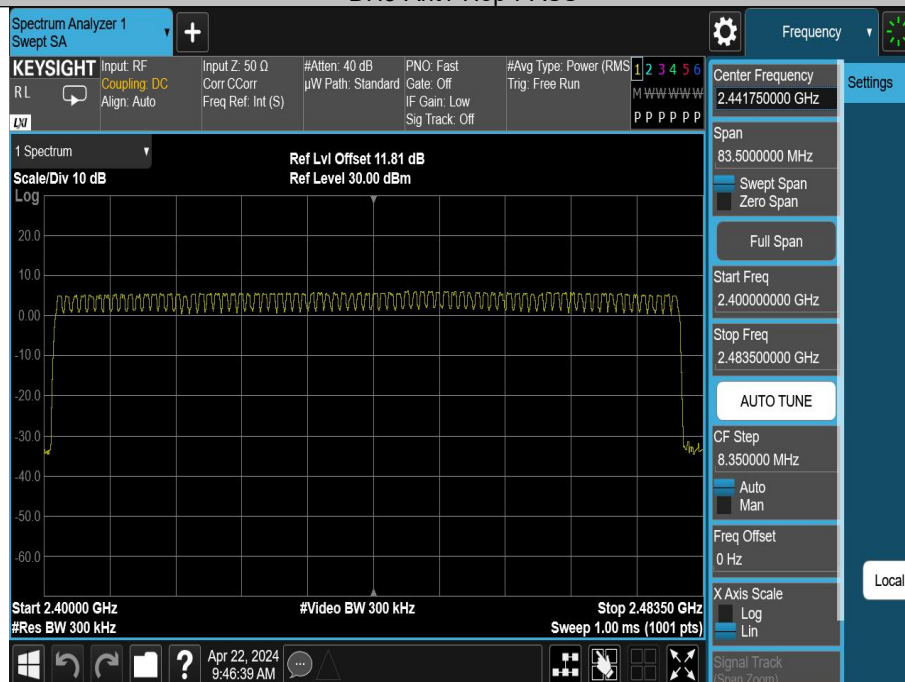 Spectrum Analyzer 1
Swept SA
+
Frequency
KEYSIGHT
RL
LXI
Input: RF
Coupling: DC
Align: Auto
Input Z: 50 Ω
Corr CCorr
Freq Ref: Int (S)
#Atten: 40 dB
µW Path: Standard
PNO: Fast
Gate: Off
IF Gain: Low
Sig Track: Off
#Avg Type: Power (RMS
Trig: Free Run
1 2 3 4 5 6
M W W W W W
P P P P P P
1 Spectrum
Scale/Div 10 dB
Log
Ref Lvl Offset 11.81 dB
Ref Level 30.00 dBm
20.0
10.0
0.00
-10.0
-20.0
-30.0
-40.0
-50.0
-60.0
Start 2.40000 GHz
#Res BW 300 kHz
#Video BW 300 kHz
Stop 2.48350 GHz
Sweep 1.00 ms (1001 pts)
Center Frequency
2.441750000 GHz
Settings
Span
83.5000000 MHz
Swept Span
Zero Span
Full Span
Start Freq
2.400000000 GHz
Stop Freq
2.483500000 GHz
AUTO TUNE
CF Step
8.350000 MHz
Auto
Man
Freq Offset
0 Hz
Local
X Axis Scale
Log
Lin
Signal Track
(Span Zoom)
?
Apr 22, 2024
9:46:39 AM